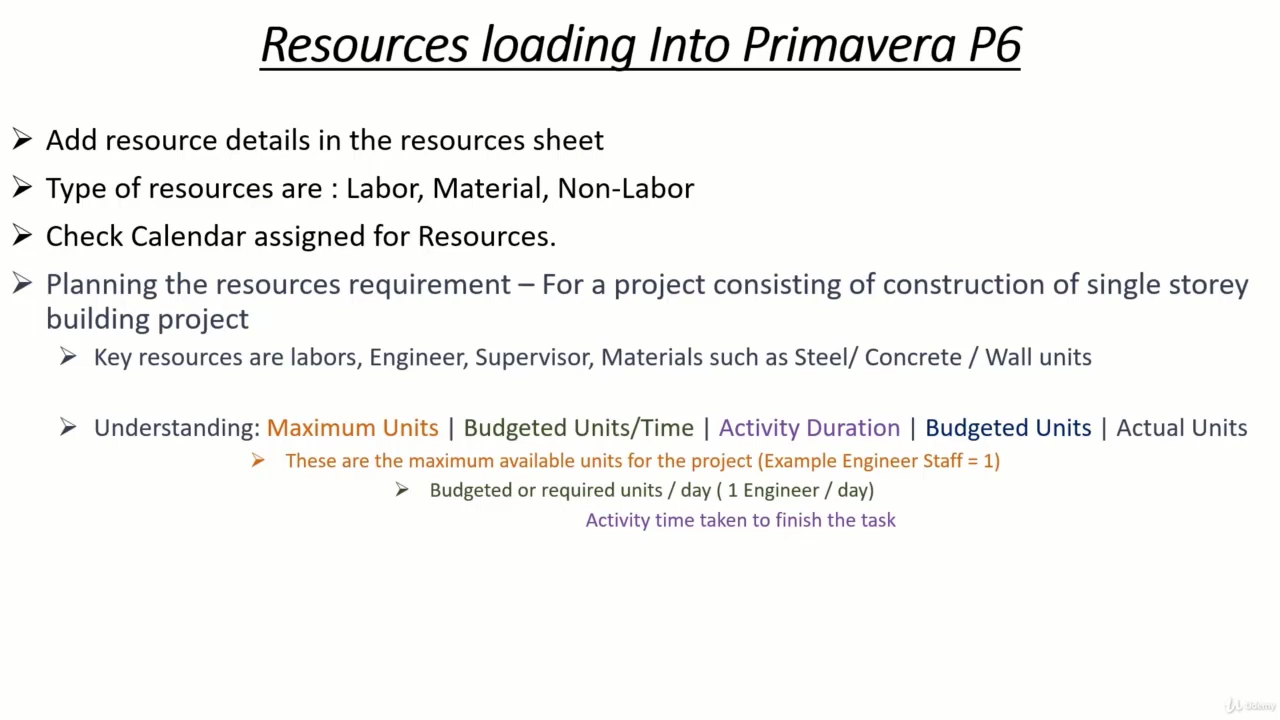 Resources loading Into Primavera P6
➢ Add resource details in the resources sheet
➢ Type of resources are : Labor, Material, Non-Labor
➢ Check Calendar assigned for Resources.
➢ Planning the resources requirement – For a project consisting of construction of single storey
building project
➢ Key resources are labors, Engineer, Supervisor, Materials such as Steel/ Concrete / Wall units
➢ Understanding: Maximum Units | Budgeted Units/Time | Activity Duration | Budgeted Units | Actual Units
➢ These are the maximum available units for the project (Example Engineer Staff = 1)
➢ Budgeted or required units / day ( 1 Engineer / day)
Activity time taken to finish the task
Udemy